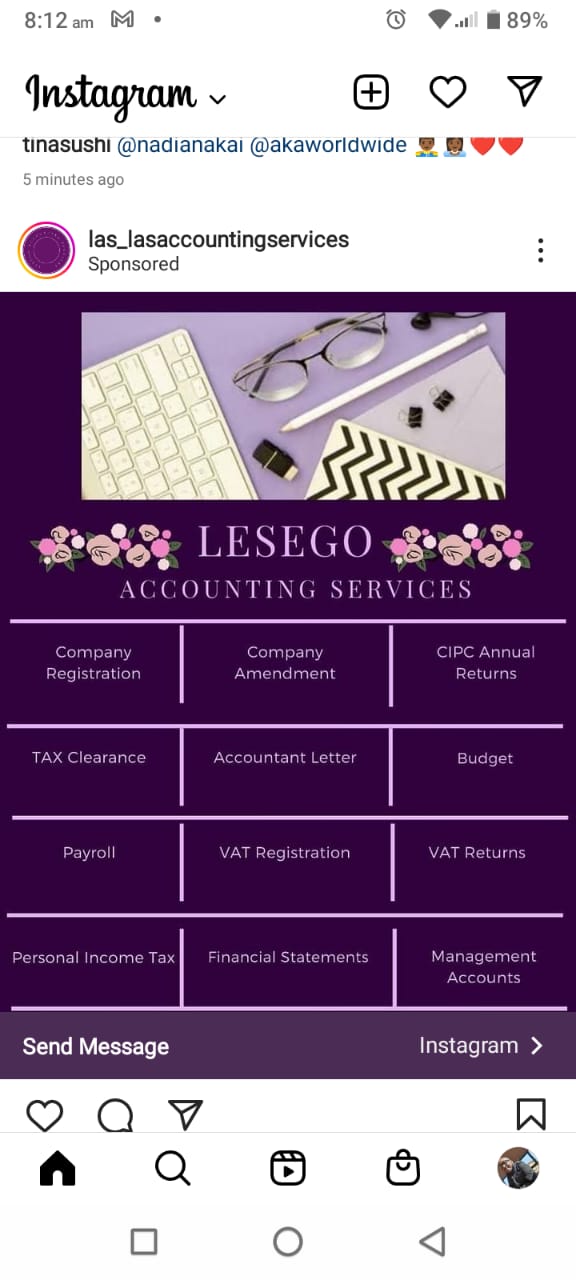 8:12 am
89%
Instagram
tinasushi @nadianakai @akaworldwide 🤵🏾‍♂️👩🏾❤️❤️
5 minutes ago
las_lasaccountingservices
Sponsored
LESEGO
ACCOUNTING SERVICES
Company Registration
Company Amendment
CIPC Annual Returns
TAX Clearance
Accountant Letter
Budget
Payroll
VAT Registration
VAT Returns
Personal Income Tax
Financial Statements
Management Accounts
Send Message
Instagram